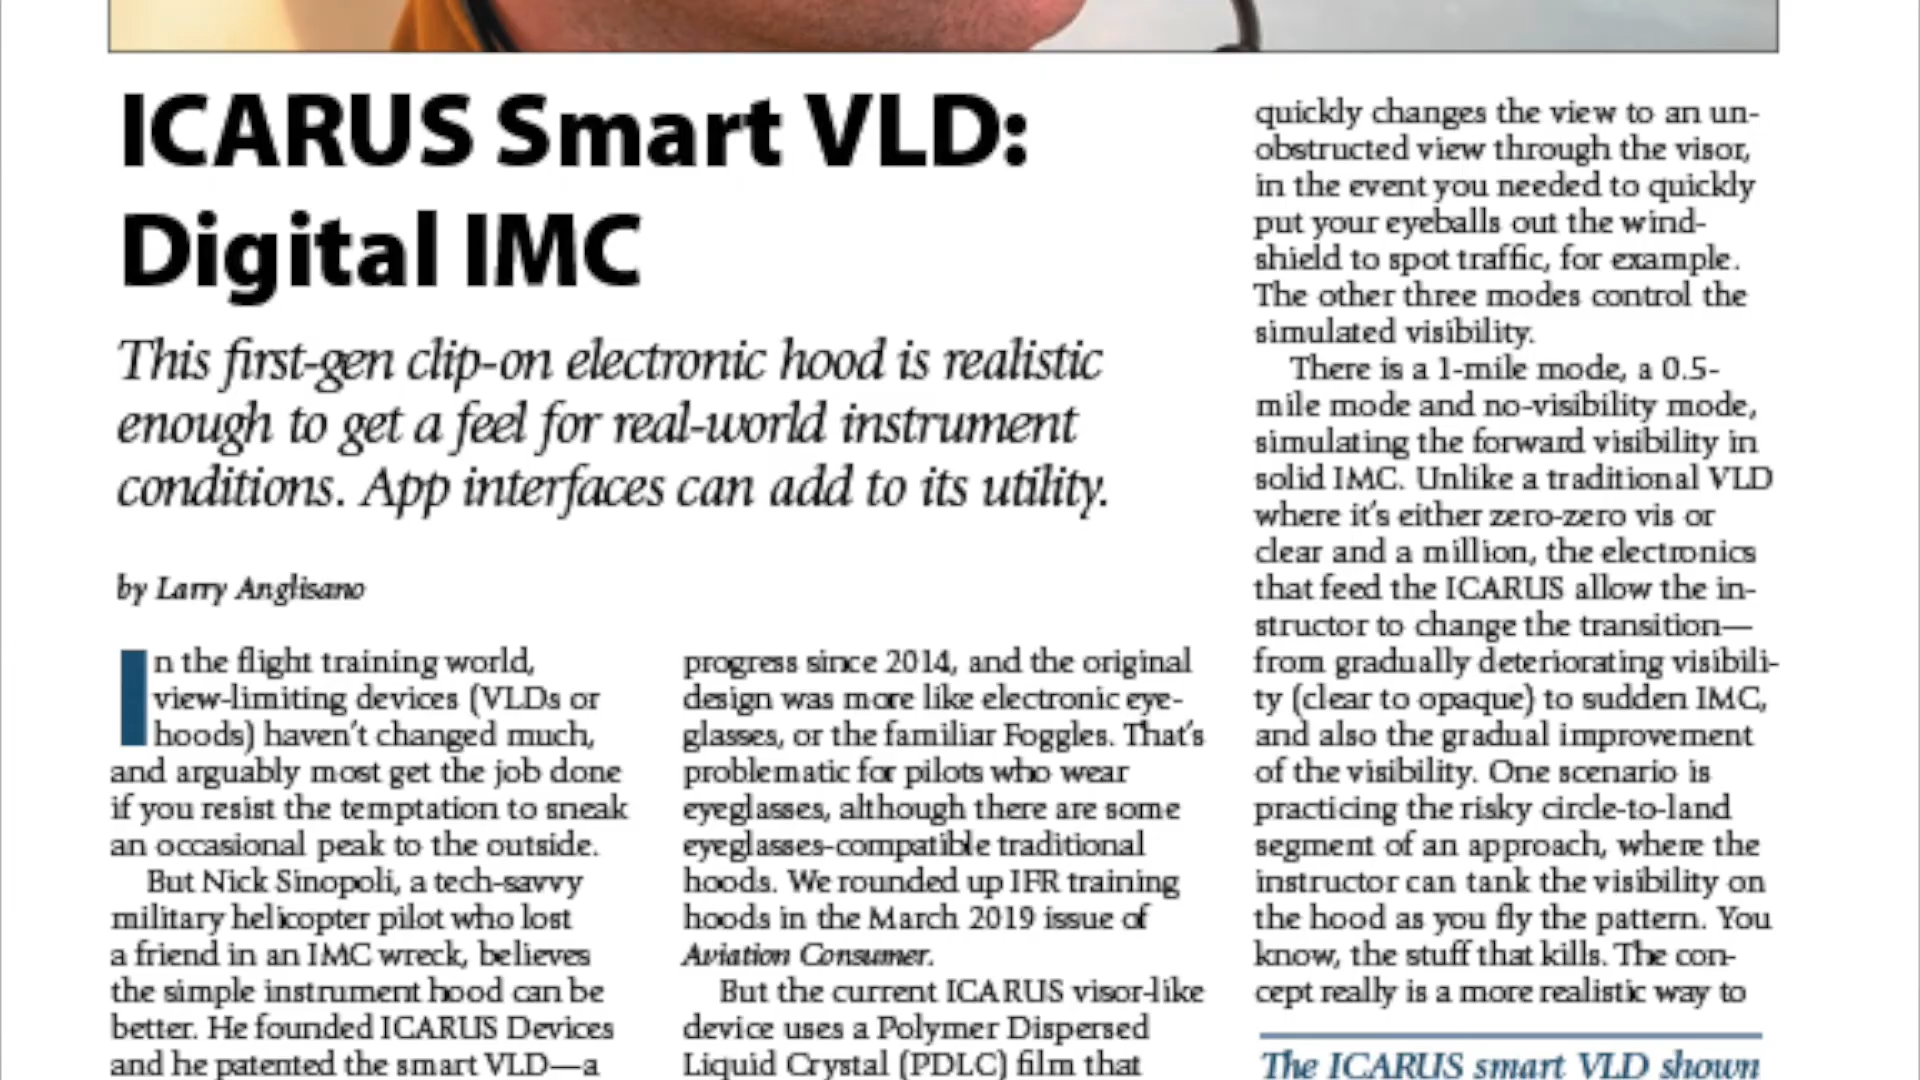 ICARUS Smart VLD:
Digital IMC
This first-gen clip-on electronic hood is realistic
enough to get a feel for real-world instrument
conditions. App interfaces can add to its utility.
by Larry Anglisano
In the flight training world,
view-limiting devices (VLDs or
hoods) haven't changed much,
and arguably most get the job done
if you resist the temptation to sneak
an occasional peak to the outside.
But Nick Sinopoli, a tech-savvy
military helicopter pilot who lost
a friend in an IMC wreck, believes
the simple instrument hood can be
better. He founded ICARUS Devices
and he patented the smart VLD—a
progress since 2014, and the original
design was more like electronic eye-
glasses, or the familiar Foggles. That's
problematic for pilots who wear
eyeglasses, although there are some
eyeglasses-compatible traditional
hoods. We rounded up IFR training
hoods in the March 2019 issue of
Aviation Consumer.
But the current ICARUS visor-like
device uses a Polymer Dispersed
Liquid Crystal (PDLC) film that
quickly changes the view to an un-
obstructed view through the visor,
in the event you needed to quickly
put your eyeballs out the wind-
shield to spot traffic, for example.
The other three modes control the
simulated visibility.
There is a 1-mile mode, a 0.5-
mile mode and no-visibility mode,
simulating the forward visibility in
solid IMC. Unlike a traditional VLD
where it's either zero-zero vis or
clear and a million, the electronics
that feed the ICARUS allow the in-
structor to change the transition—
from gradually deteriorating visibili-
ty (clear to opaque) to sudden IMC,
and also the gradual improvement
of the visibility. One scenario is
practicing the risky circle-to-land
segment of an approach, where the
instructor can tank the visibility on
the hood as you fly the pattern. You
know, the stuff that kills. The con-
cept really is a more realistic way to
The ICARUS smart VLD shown